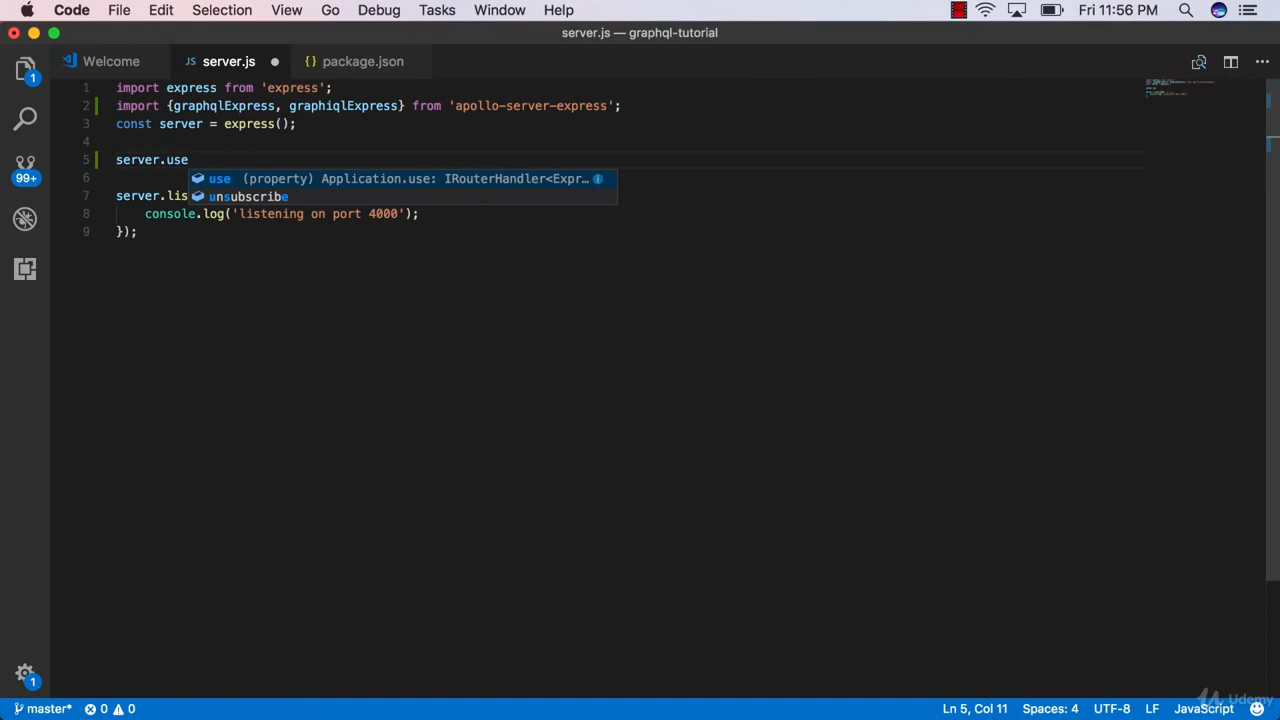 Code File Edit Selection View Go Debug Tasks Window Help Fri 11:56 PM
server.js — graphql-tutorial
Welcome JS server.js {} package.json
1
99+
1 import express from 'express';
2 import {graphqlExpress, graphiqlExpress} from 'apollo-server-express';
3 const server = express();
4
5 server.use
use (property) Application.use: IRouterHandler<Expr…
6
unsubscribe
7 server.lis
8 console.log('listening on port 4000');
9 });
1
master* 0 0 Ln 5, Col 11 Spaces: 4 UTF-8 LF JavaScript
Udemy